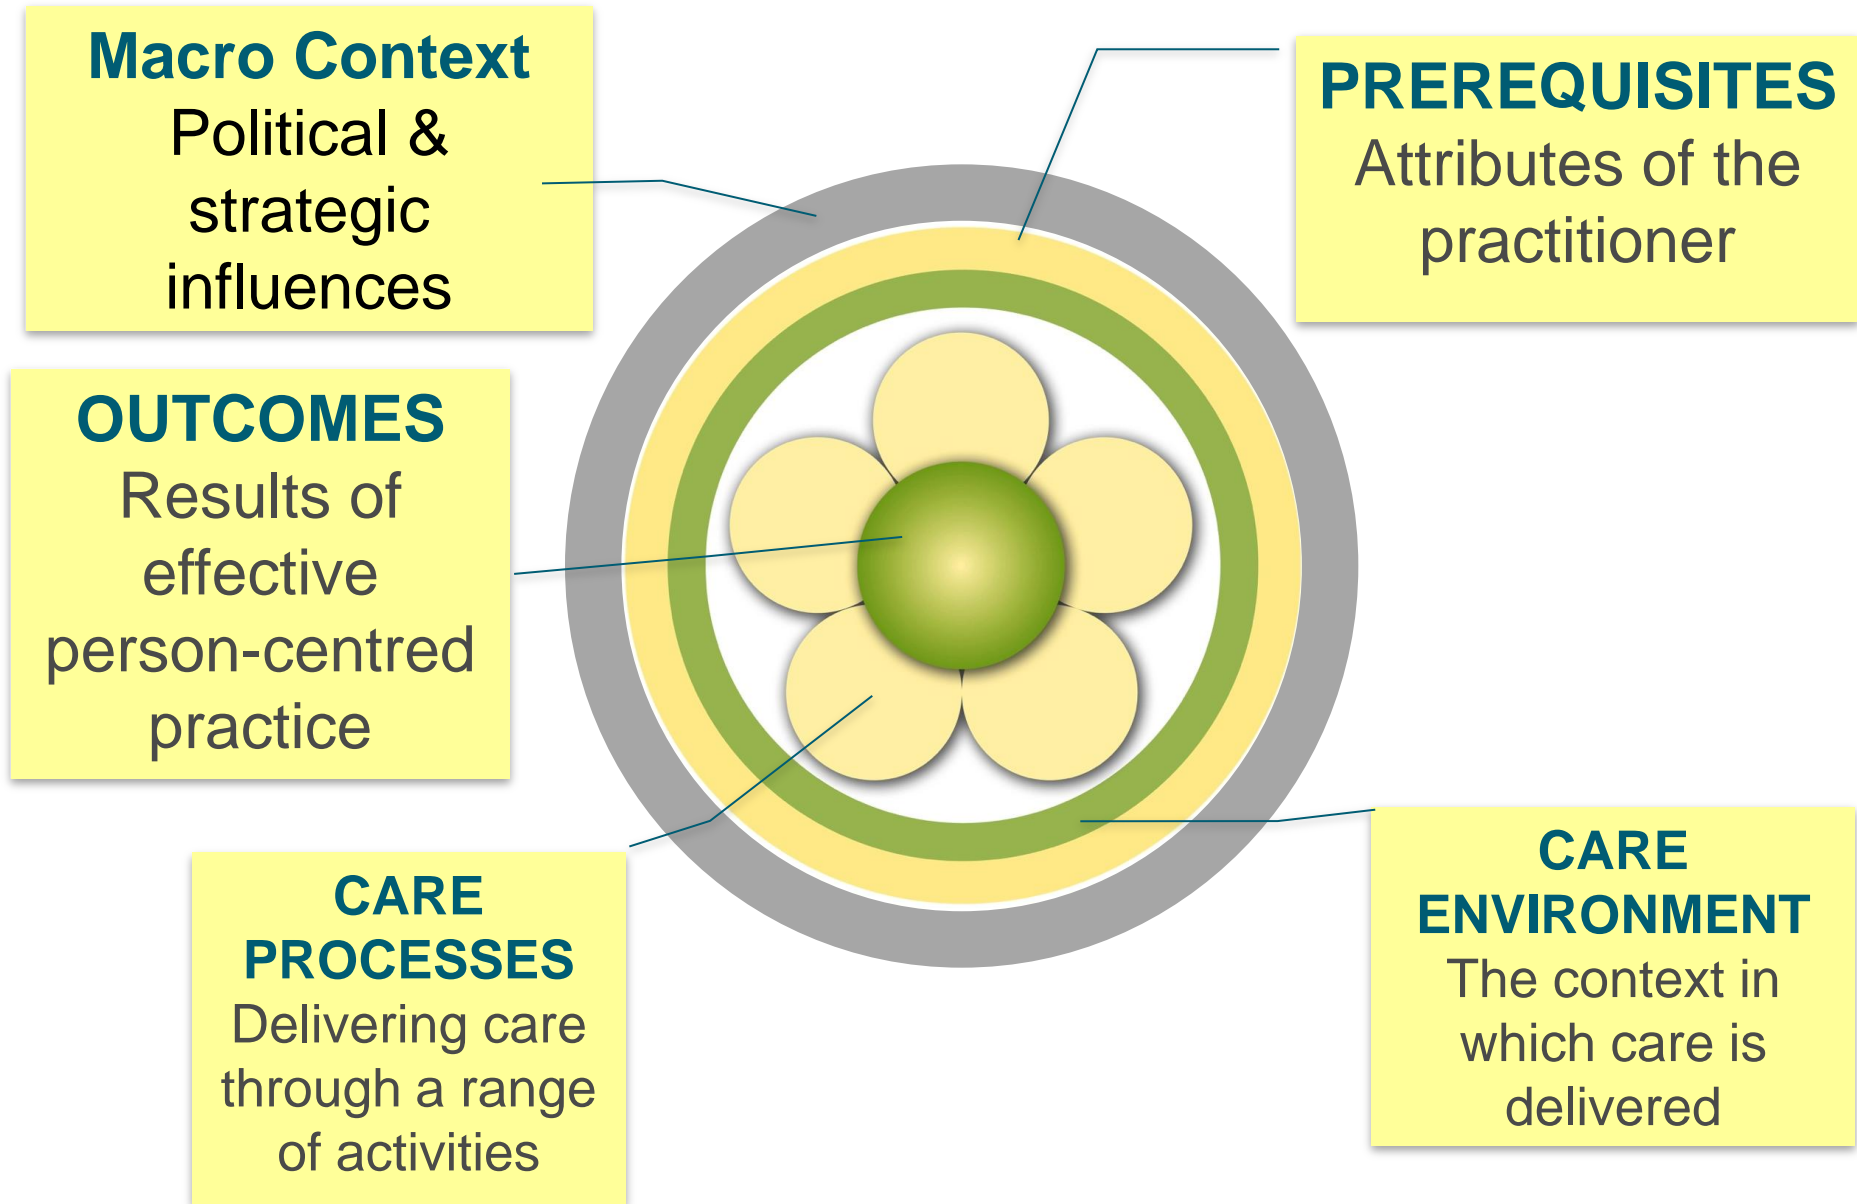 Macro Context
Political &
strategic
influences
PREREQUISITES
Attributes of the
practitioner
OUTCOMES
Results of
effective
person-centred
practice
CARE
PROCESSES
Delivering care
through a range
of activities
CARE
ENVIRONMENT
The context in
which care is
delivered